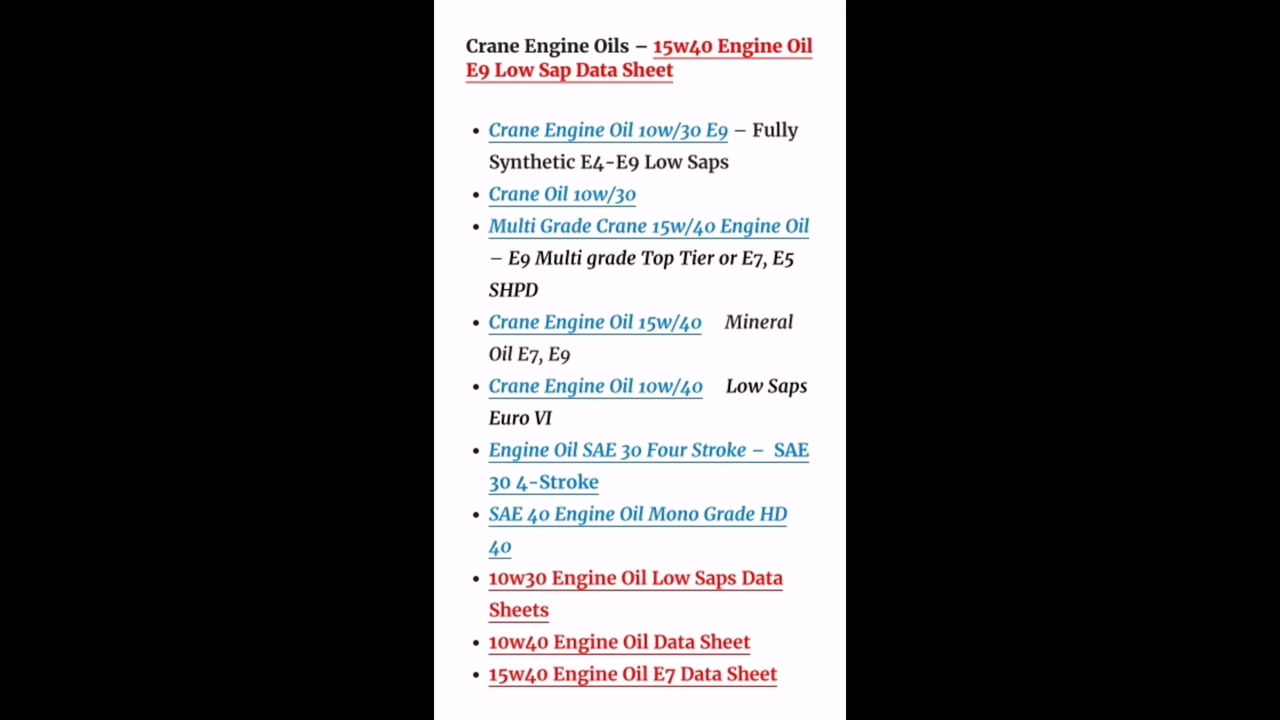 Crane Engine Oils – 15w40 Engine Oil
E9 Low Sap Data Sheet
• Crane Engine Oil 10w/30 E9 – Fully
Synthetic E4-E9 Low Saps
• Crane Oil 10w/30
• Multi Grade Crane 15w/40 Engine Oil
– E9 Multi grade Top Tier or E7, E5
SHPD
• Crane Engine Oil 15w/40 Mineral
Oil E7, E9
• Crane Engine Oil 10w/40 Low Saps
Euro VI
• Engine Oil SAE 30 Four Stroke – SAE
30 4-Stroke
• SAE 40 Engine Oil Mono Grade HD
40
• 10w30 Engine Oil Low Saps Data
Sheets
• 10w40 Engine Oil Data Sheet
• 15w40 Engine Oil E7 Data Sheet